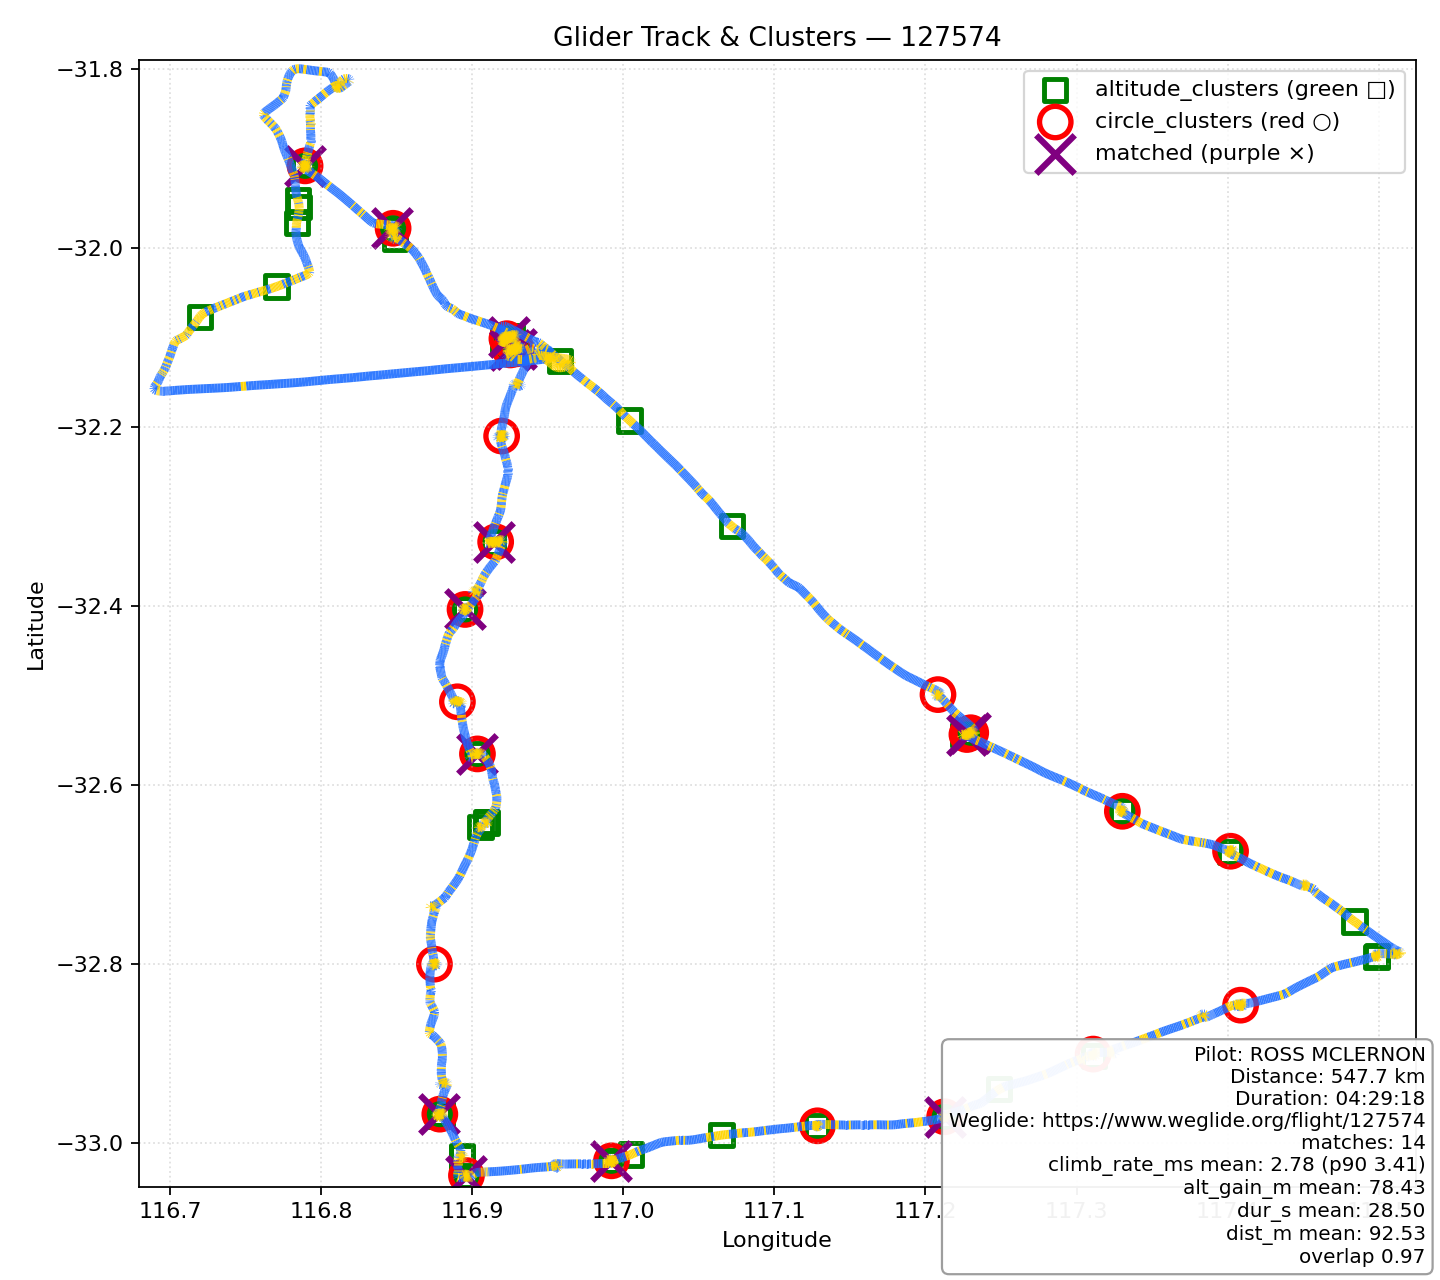 Glider Track & Clusters — 127574
altitude_clusters (green □)
circle_clusters (red ○)
matched (purple ×)
−31.8
−32.0
−32.2
−32.4
−32.6
−32.8
−33.0
Latitude
116.7
116.8
116.9
117.0
117.1
117.2
117.3
Longitude
Pilot: ROSS MCLERNON
Distance: 547.7 km
Duration: 04:29:18
Weglide: https://www.weglide.org/flight/127574
matches: 14
climb_rate_ms mean: 2.78 (p90 3.41)
alt_gain_m mean: 78.43
dur_s mean: 28.50
dist_m mean: 92.53
overlap 0.97